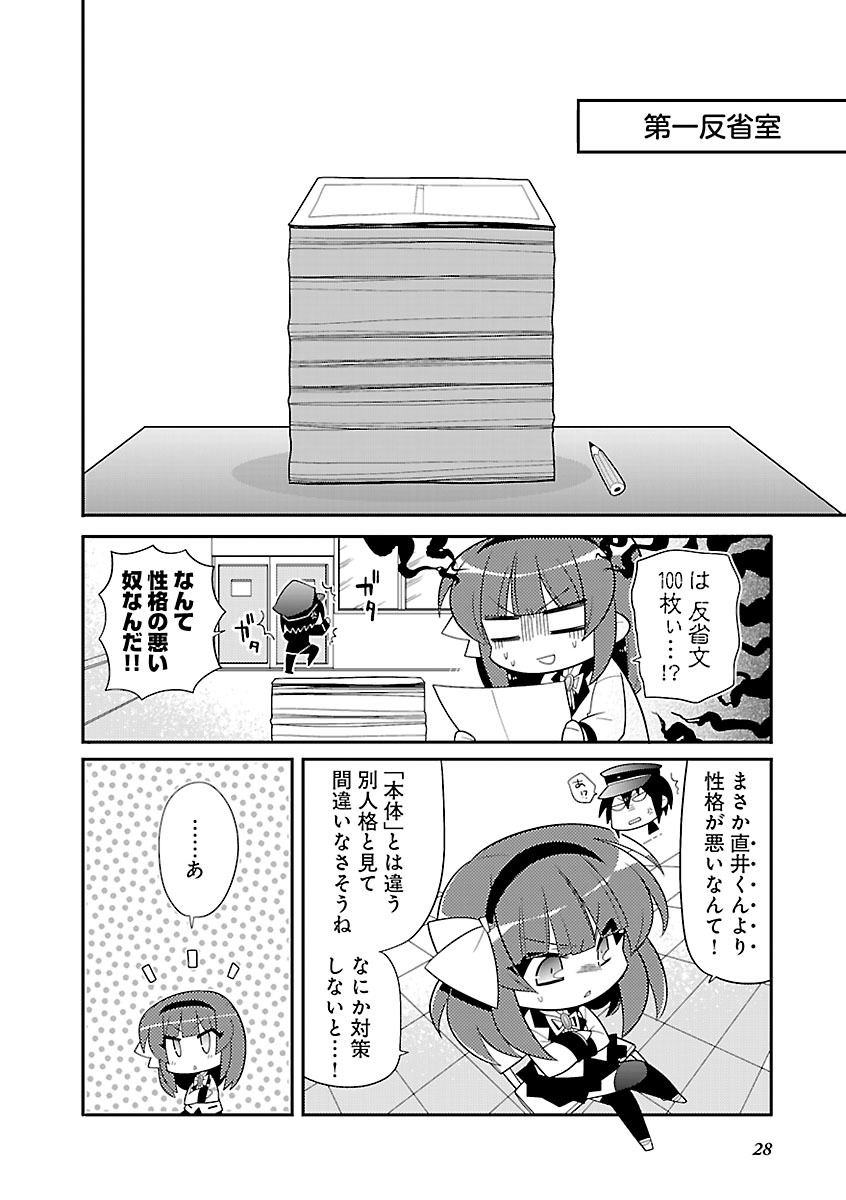 第一反省室
は 反省文
100枚ぃ…!?
ガタ
ガタ
なんて
性格の悪い
奴なんだ!!
まさか直井くんより
性格が悪いなんて!
あ!?
「本体」とは違う
別人格と見て
間違いなさそうね
なにか対策
しないと…!
……あ
28